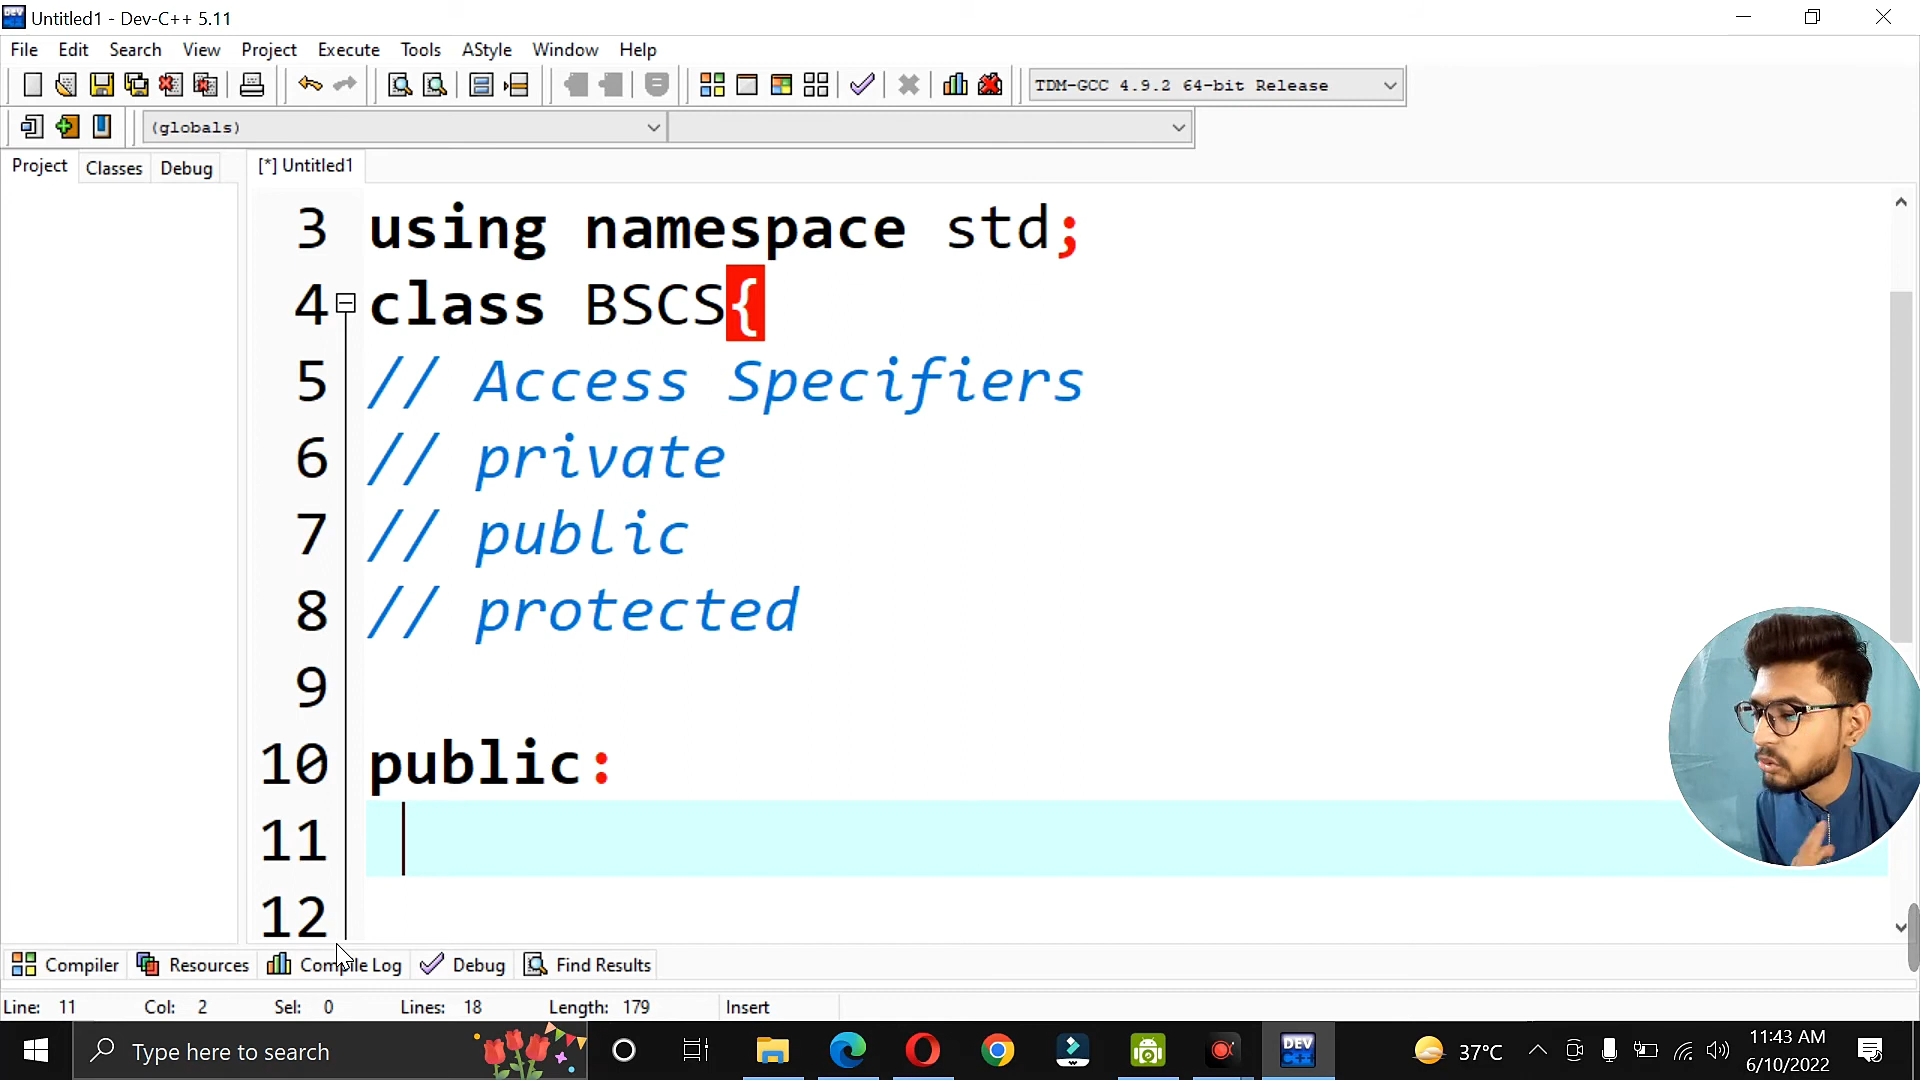 Untitled1 - Dev-C++ 5.11
File Edit Search View Project Execute Tools AStyle Window Help
TDM-GCC 4.9.2 64-bit Release
(globals)
Project Classes Debug [*] Untitled1
3 using namespace std;
4 class BSCS{
5 // Access Specifiers
6 // private
7 // public
8 // protected
9
10 public:
11
12
Compiler Resources Compile Log Debug Find Results
Line: 11 Col: 2 Sel: 0 Lines: 18 Length: 179 Insert
Type here to search DEV C++ 37°C 11:43 AM
6/10/2022